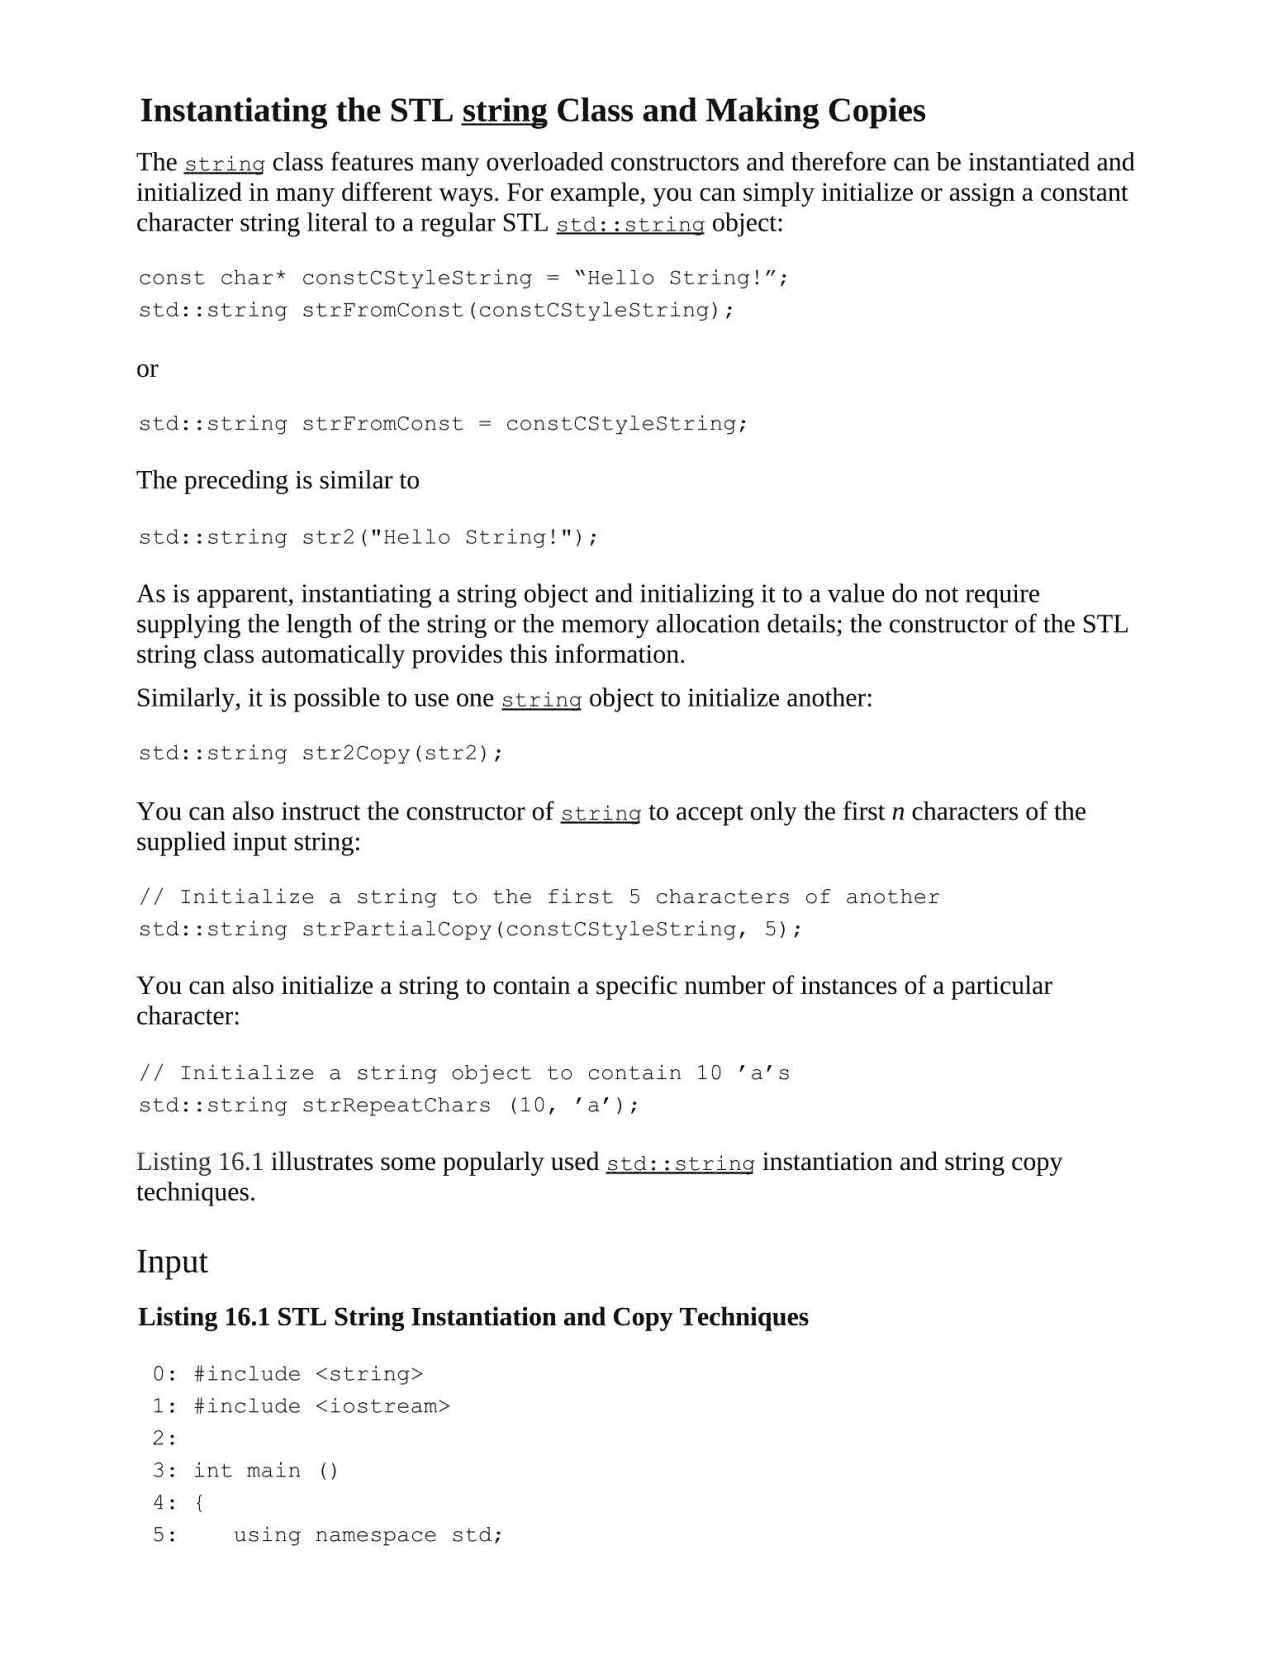 Instantiating the STL string Class and Making Copies
The string class features many overloaded constructors and therefore can be instantiated and
initialized in many different ways. For example, you can simply initialize or assign a constant
character string literal to a regular STL std::string object:
const char* constCStyleString = “Hello String!”;
std::string strFromConst(constCStyleString);
or
std::string strFromConst = constCStyleString;
The preceding is similar to
std::string str2("Hello String!");
As is apparent, instantiating a string object and initializing it to a value do not require
supplying the length of the string or the memory allocation details; the constructor of the STL
string class automatically provides this information.
Similarly, it is possible to use one string object to initialize another:
std::string str2Copy(str2);
You can also instruct the constructor of string to accept only the first n characters of the
supplied input string:
// Initialize a string to the first 5 characters of another
std::string strPartialCopy(constCStyleString, 5);
You can also initialize a string to contain a specific number of instances of a particular
character:
// Initialize a string object to contain 10 ’a’s
std::string strRepeatChars (10, ’a’);
Listing 16.1 illustrates some popularly used std::string instantiation and string copy
techniques.
Input
Listing 16.1 STL String Instantiation and Copy Techniques
0: #include <string>
1: #include <iostream>
2:
3: int main ()
4: {
5:    using namespace std;